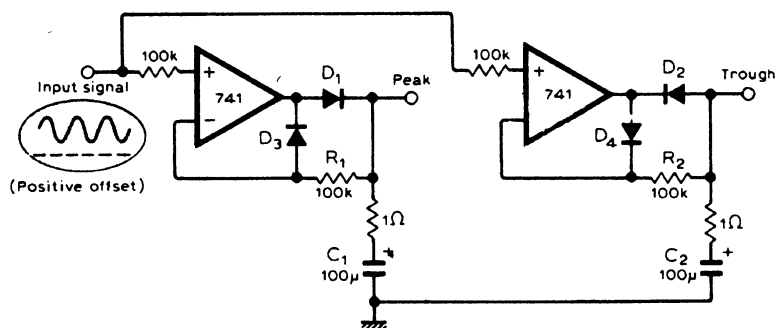 100k
Input signal
(Positive offset)
+
741
−
D₁
D₃
R₁
100k
Peak
1Ω
C₁
+
100μ
100k
+
741
D₂
D₄
R₂
100k
Trough
1Ω
C₂
+
100μ